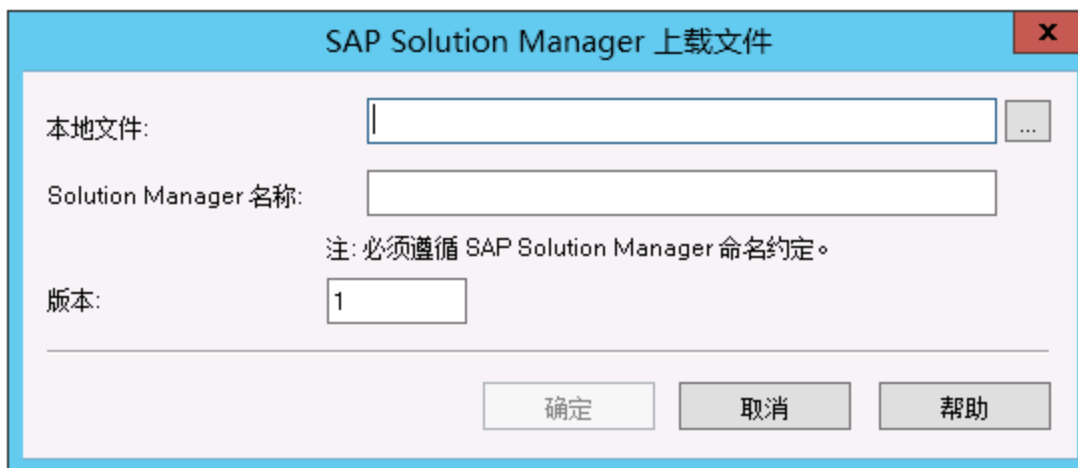 SAP Solution Manager 上载文件
x
本地文件:
...
Solution Manager 名称:
注: 必须遵循 SAP Solution Manager 命名约定。
版本:
1
确定 取消 帮助